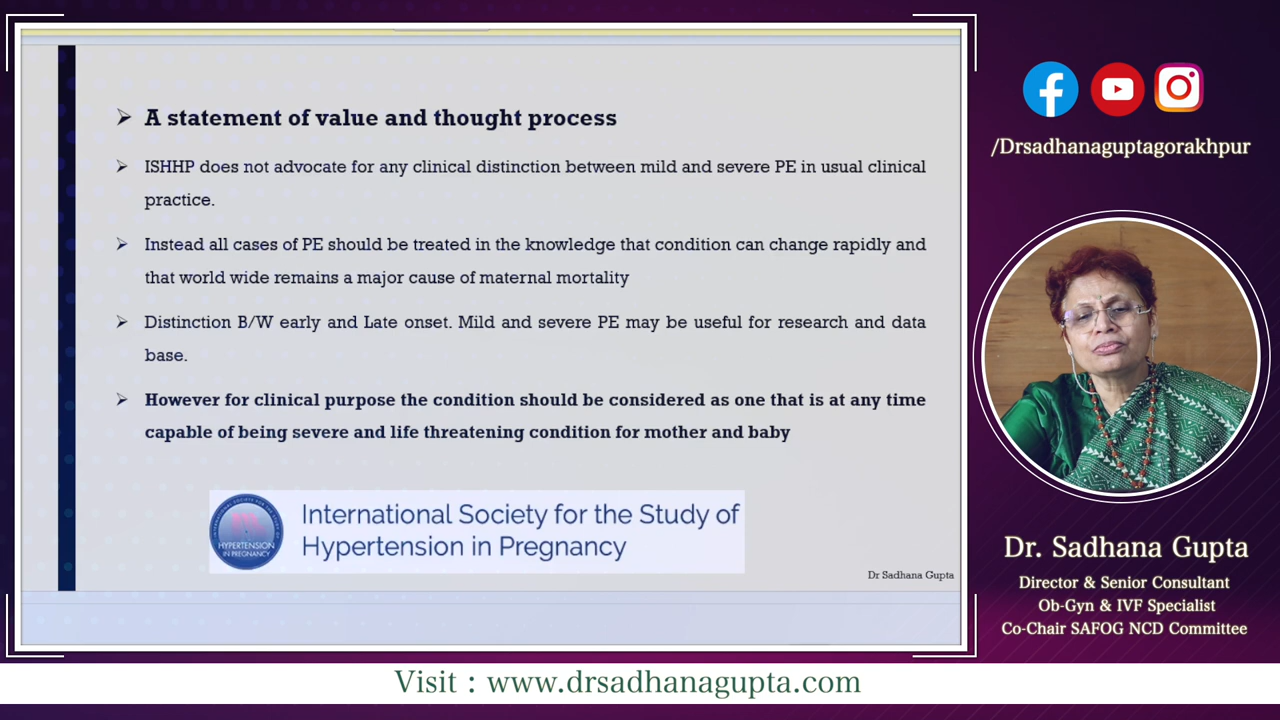 A statement of value and thought process
ISHHP does not advocate for any clinical distinction between mild and severe PE in usual clinical
practice.
Instead all cases of PE should be treated in the knowledge that condition can change rapidly and
that world wide remains a major cause of maternal mortality
Distinction B/W early and Late onset. Mild and severe PE may be useful for research and data
base.
However for clinical purpose the condition should be considered as one that is at any time
capable of being severe and life threatening condition for mother and baby
HYPERTENSION
IN PREGNANCY
International Society for the Study of
Hypertension in Pregnancy
Dr Sadhana Gupta
/Drsadhanaguptagorakhpur
Dr. Sadhana Gupta
Director & Senior Consultant
Ob-Gyn & IVF Specialist
Co-Chair SAFOG NCD Committee
Visit : www.drsadhanagupta.com